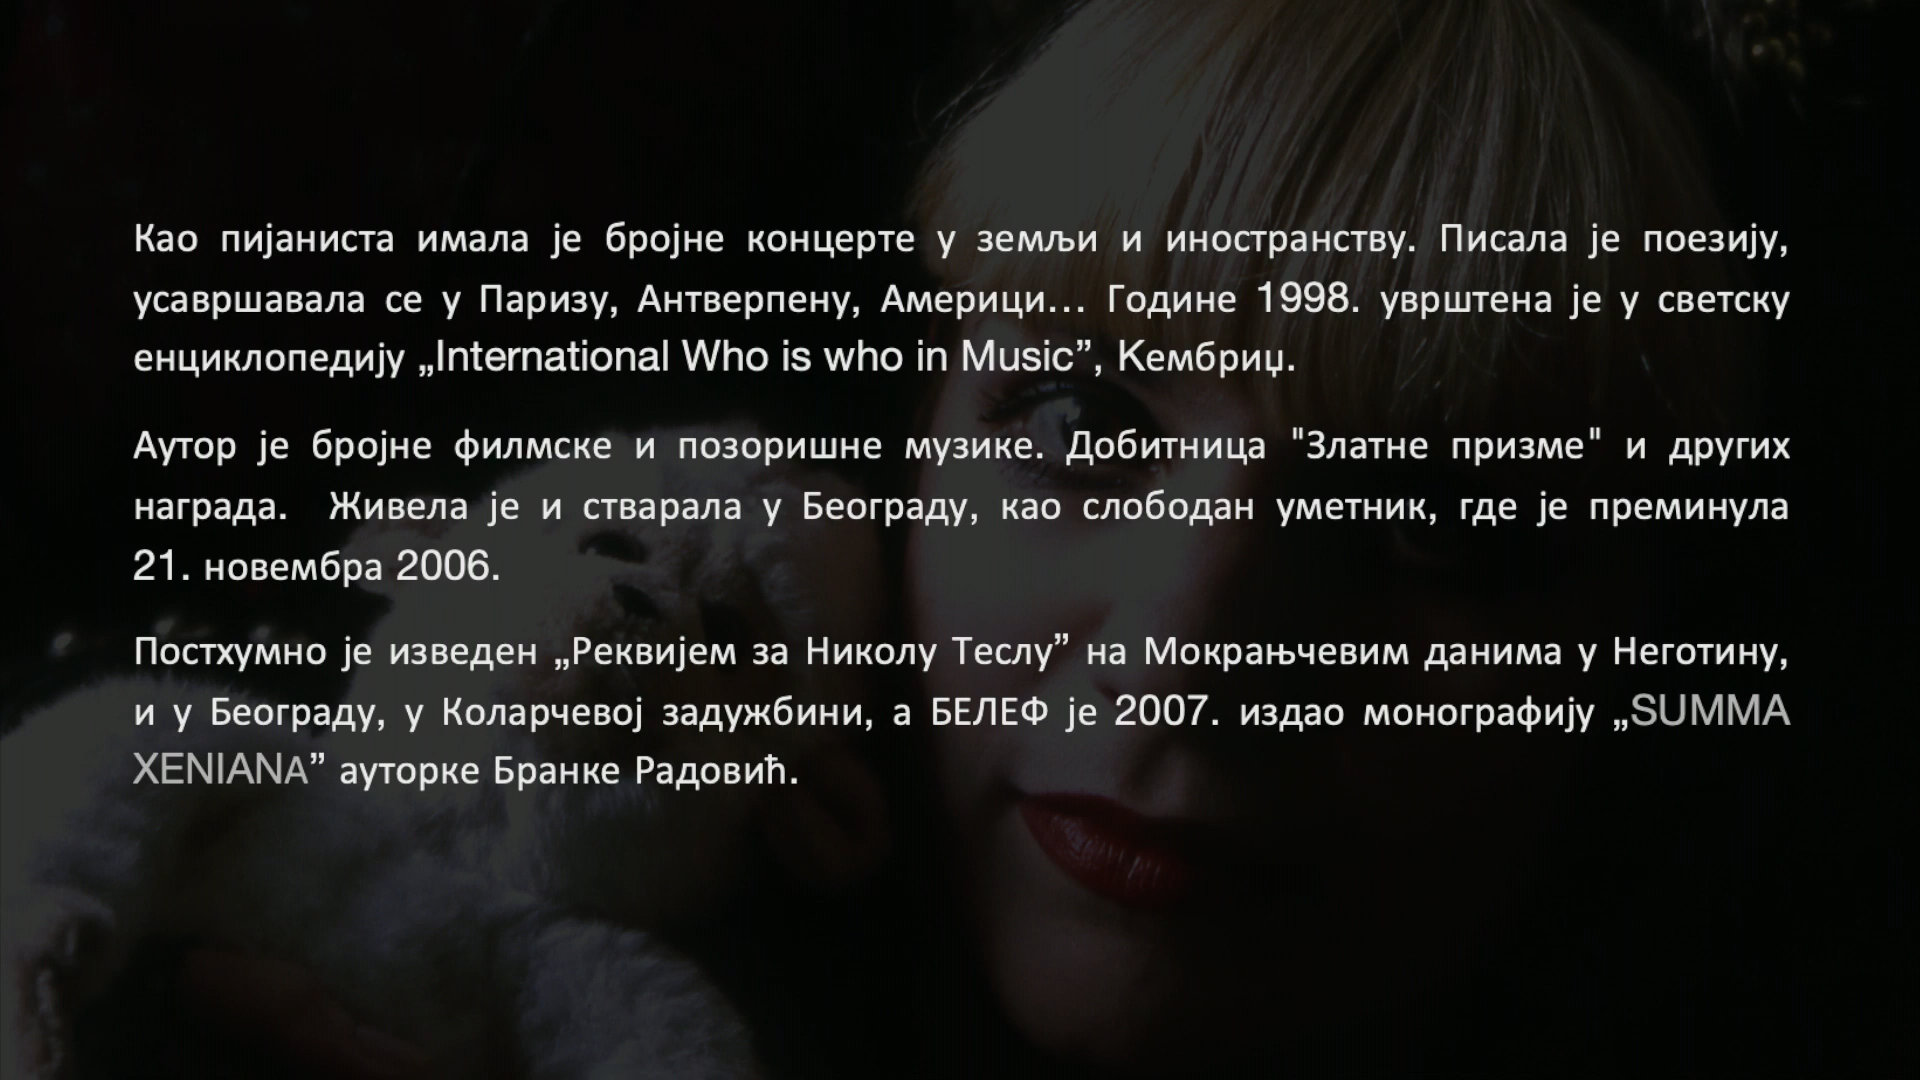 Као пијаниста имала је бројне концерте у земљи и иностранству. Писала је поезију,
усавршавала се у Паризу, Антверпену, Америци... Године 1998. уврштена је у светску
енциклопедију „International Who is who in Music”, Кембриџ.
Аутор је бројне филмске и позоришне музике. Добитница "Златне призме" и других
награда. Живела је и стварала у Београду, као слободан уметник, где је преминула
21. новембра 2006.
Постхумно је изведен „Реквијем за Николу Теслу” на Мокрањчевим данима у Неготину,
и у Београду, у Коларчевој задужбини, а БЕЛЕФ је 2007. издао монографију „SUMMA
XENIANA” ауторке Бранке Радовић.